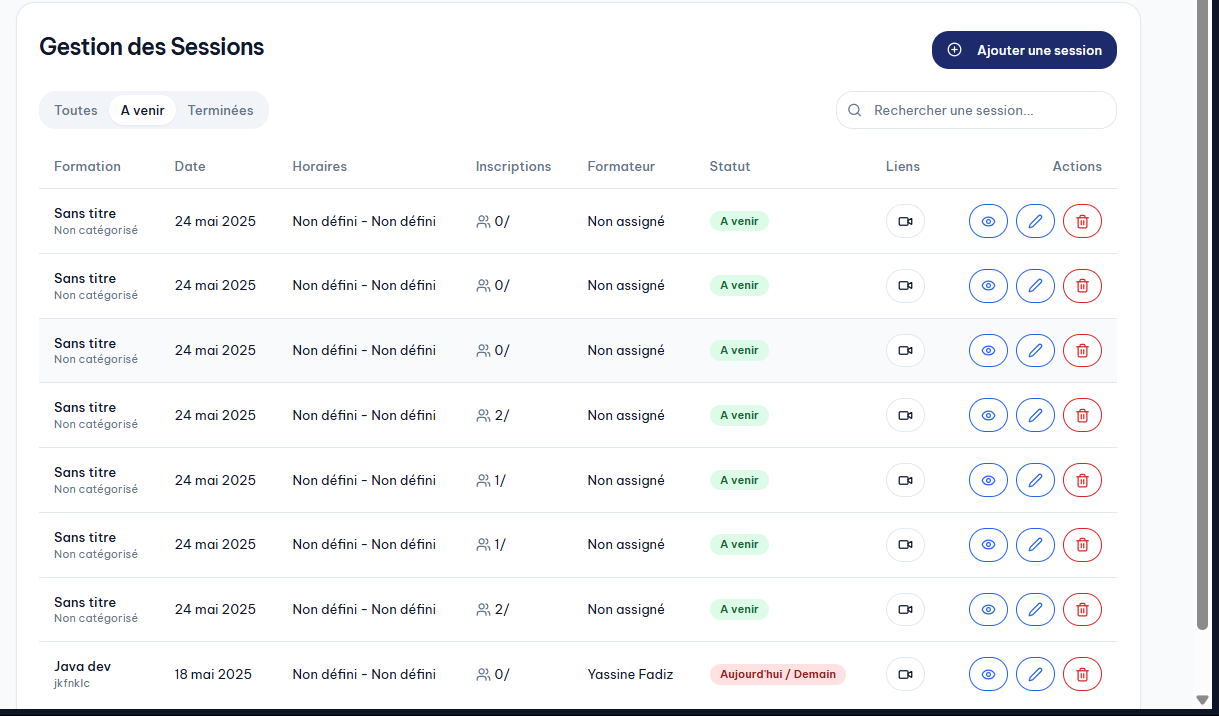 Gestion des Sessions
Ajouter une session
Toutes A venir Terminées
Rechercher une session...
Formation Date Horaires Inscriptions Formateur Statut Liens Actions
Sans titre
Non catégorisé
24 mai 2025 Non défini - Non défini 0/ Non assigné A venir
Sans titre
Non catégorisé
24 mai 2025 Non défini - Non défini 0/ Non assigné A venir
Sans titre
Non catégorisé
24 mai 2025 Non défini - Non défini 0/ Non assigné A venir
Sans titre
Non catégorisé
24 mai 2025 Non défini - Non défini 2/ Non assigné A venir
Sans titre
Non catégorisé
24 mai 2025 Non défini - Non défini 1/ Non assigné A venir
Sans titre
Non catégorisé
24 mai 2025 Non défini - Non défini 1/ Non assigné A venir
Sans titre
Non catégorisé
24 mai 2025 Non défini - Non défini 2/ Non assigné A venir
Java dev
jkfnklc
18 mai 2025 Non défini - Non défini 0/ Yassine Fadiz Aujourd'hui / Demain